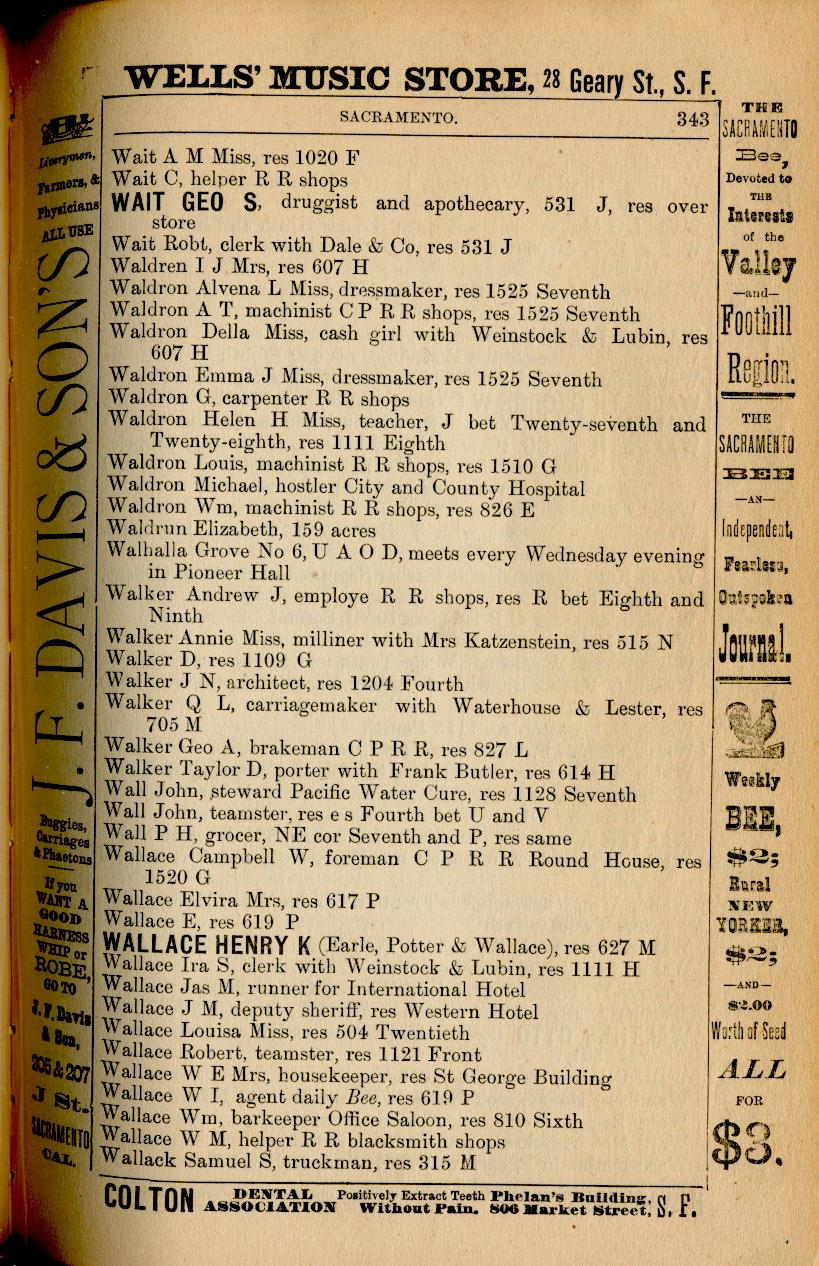 WELLS' MUSIC STORE, 28 Geary St., S. F.
SACRAMENTO. 343
Wait A M Miss, res 1020 F
Wait C, helper R R shops
WAIT GEO S, druggist and apothecary, 531 J, res over
store
Wait Robt, clerk with Dale & Co, res 531 J
Waldren I J Mrs, res 607 H
Waldron Alvena L Miss, dressmaker, res 1525 Seventh
Waldron A T, machinist C P R R shops, res 1525 Seventh
Waldron Della Miss, cash girl with Weinstock & Lubin, res
607 H
Waldron Emma J Miss, dressmaker, res 1525 Seventh
Waldron G, carpenter R R shops
Waldron Helen H Miss, teacher, J bet Twenty-seventh and
Twenty-eighth, res 1111 Eighth
Waldron Louis, machinist R R shops, res 1510 G
Waldron Michael, hostler City and County Hospital
Waldron Wm, machinist R R shops, res 826 E
Waldrun Elizabeth, 159 acres
Walhalla Grove No 6, U A O D, meets every Wednesday evening
in Pioneer Hall
Walker Andrew J, employe R R shops, res R bet Eighth and
Ninth
Walker Annie Miss, milliner with Mrs Katzenstein, res 515 N
Walker D, res 1109 G
Walker J N, architect, res 1204 Fourth
Walker Q L, carriagemaker with Waterhouse & Lester, res
705 M
Walker Geo A, brakeman C P R R, res 827 L
Walker Taylor D, porter with Frank Butler, res 614 H
Wall John, steward Pacific Water Cure, res 1128 Seventh
Wall John, teamster, res e s Fourth bet U and V
Wall P H, grocer, NE cor Seventh and P, res same
Wallace Campbell W, foreman C P R R Round House, res
1520 G
Wallace Elvira Mrs, res 617 P
Wallace E, res 619 P
WALLACE HENRY K (Earle, Potter & Wallace), res 627 M
Wallace Ira S, clerk with Weinstock & Lubin, res 1111 H
Wallace Jas M, runner for International Hotel
Wallace J M, deputy sheriff, res Western Hotel
Wallace Louisa Miss, res 504 Twentieth
Wallace Robert, teamster, res 1121 Front
Wallace W E Mrs, housekeeper, res St George Building
Wallace W I, agent daily Bee, res 619 P
Wallace Wm, barkeeper Office Saloon, res 810 Sixth
Wallace W M, helper R R blacksmith shops
Wallack Samuel S, truckman, res 315 M
Liverymen,
Farmers, &
Physicians
ALL USE
J. F. DAVIS & SON'S
Buggies,
Carriages
& Phaetons
If you
WANT A
GOOD
HARNESS
WHIP or
ROBE,
GO TO
J. F. Davis
& Son,
205 & 207
J St.
SACRAMENTO
CAL.
THE
SACRAMENTO
Bee,
Devoted to
THE
Interests
of the
Valley
—and—
Foothill
Region.
THE
SACRAMENTO
BEE
—AN—
Independent,
Fearless,
Outspoken
Journal.
Weekly
BEE,
$2;
Rural
NEW
YORKER,
$2;
—AND—
$2.00
Worth of Seed
ALL
FOR
$3.
COLTON DENTAL ASSOCIATION Positively Extract Teeth Without Pain. Phelan's Building, 806 Market Street, S. F.